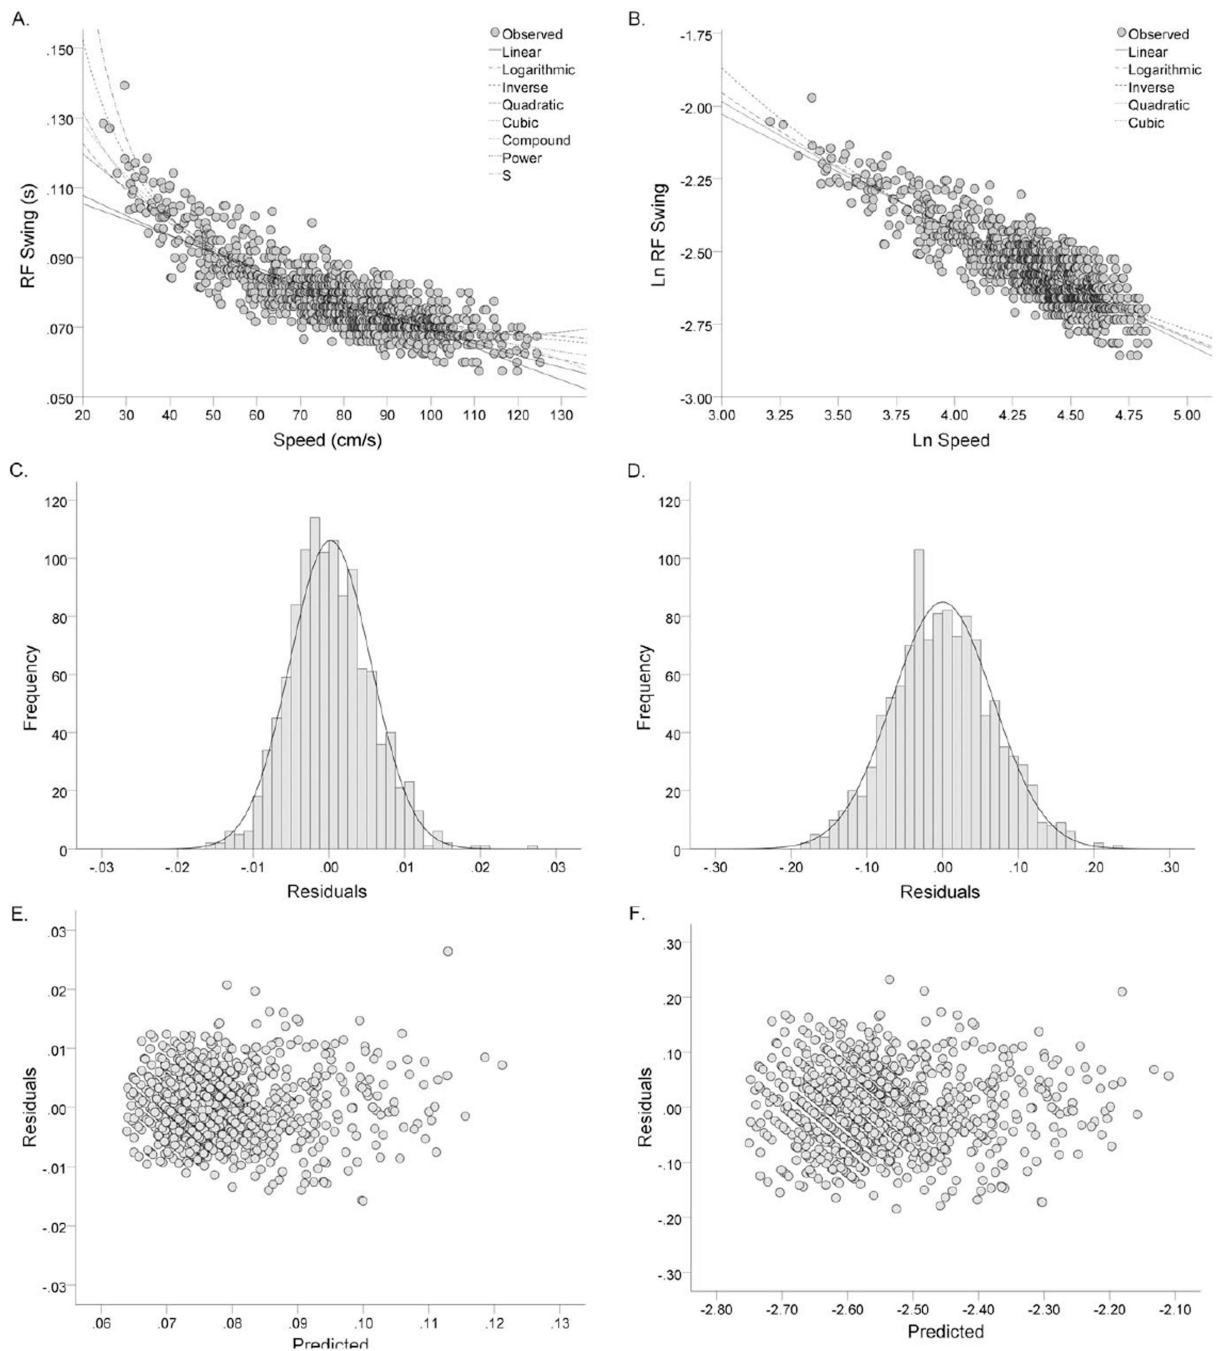 A.
RF Swing (s)
.150
.130
.110
.090
.070
.050
20 30 40 50 60 70 80 90 100 110 120 130
Speed (cm/s)
Observed
Linear
Logarithmic
Inverse
Quadratic
Cubic
Compound
Power
S
B.
Ln RF Swing
-1.75
-2.00
-2.25
-2.50
-2.75
-3.00
3.00 3.25 3.50 3.75 4.00 4.25 4.50 4.75 5.00
Ln Speed
Observed
Linear
Logarithmic
Inverse
Quadratic
Cubic
C.
Frequency
120
100
80
60
40
20
0
-.03 -.02 -.01 .00 .01 .02 .03
Residuals
D.
Frequency
120
100
80
60
40
20
0
-.30 -.20 -.10 .00 .10 .20 .30
Residuals
E.
Residuals
.03
.02
.01
.00
-.01
-.02
-.03
.06 .07 .08 .09 .10 .11 .12 .13
Predicted
F.
Residuals
.30
.20
.10
.00
-.10
-.20
-.30
-2.80 -2.70 -2.60 -2.50 -2.40 -2.30 -2.20 -2.10
Predicted